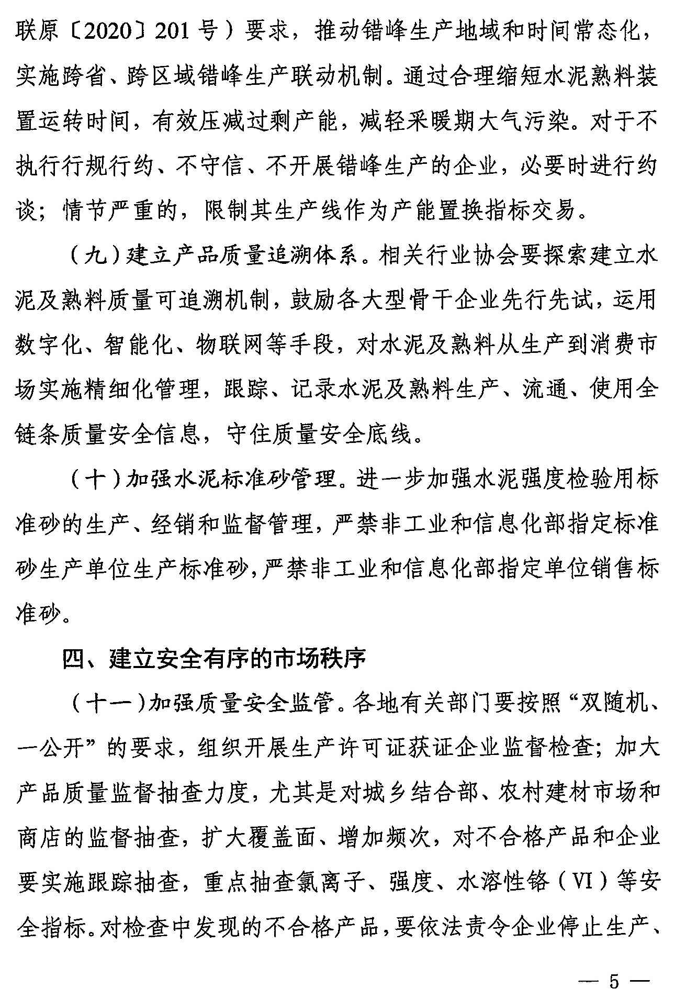 联原〔2020〕201号）要求，推动错峰生产地域和时间常态化，
实施跨省、跨区域错峰生产联动机制。通过合理缩短水泥熟料装
置运转时间，有效压减过剩产能，减轻采暖期大气污染。对于不
执行行规行约、不守信、不开展错峰生产的企业，必要时进行约
谈；情节严重的，限制其生产线作为产能置换指标交易。
（九）建立产品质量追溯体系。相关行业协会要探索建立水
泥及熟料质量可追溯机制，鼓励各大型骨干企业先行先试，运用
数字化、智能化、物联网等手段，对水泥及熟料从生产到消费市
场实施精细化管理，跟踪、记录水泥及熟料生产、流通、使用全
链条质量安全信息，守住质量安全底线。
（十）加强水泥标准砂管理。进一步加强水泥强度检验用标
准砂的生产、经销和监督管理，严禁非工业和信息化部指定标准
砂生产单位生产标准砂，严禁非工业和信息化部指定单位销售标
准砂。
四、建立安全有序的市场秩序
（十一）加强质量安全监管。各地有关部门要按照“双随机、
一公开”的要求，组织开展生产许可证获证企业监督检查；加大
产品质量监督抽查力度，尤其是对城乡结合部、农村建材市场和
商店的监督抽查，扩大覆盖面、增加频次，对不合格产品和企业
要实施跟踪抽查，重点抽查氯离子、强度、水溶性铬（Ⅵ）等安
全指标。对检查中发现的不合格产品，要依法责令企业停止生产、
— 5 —